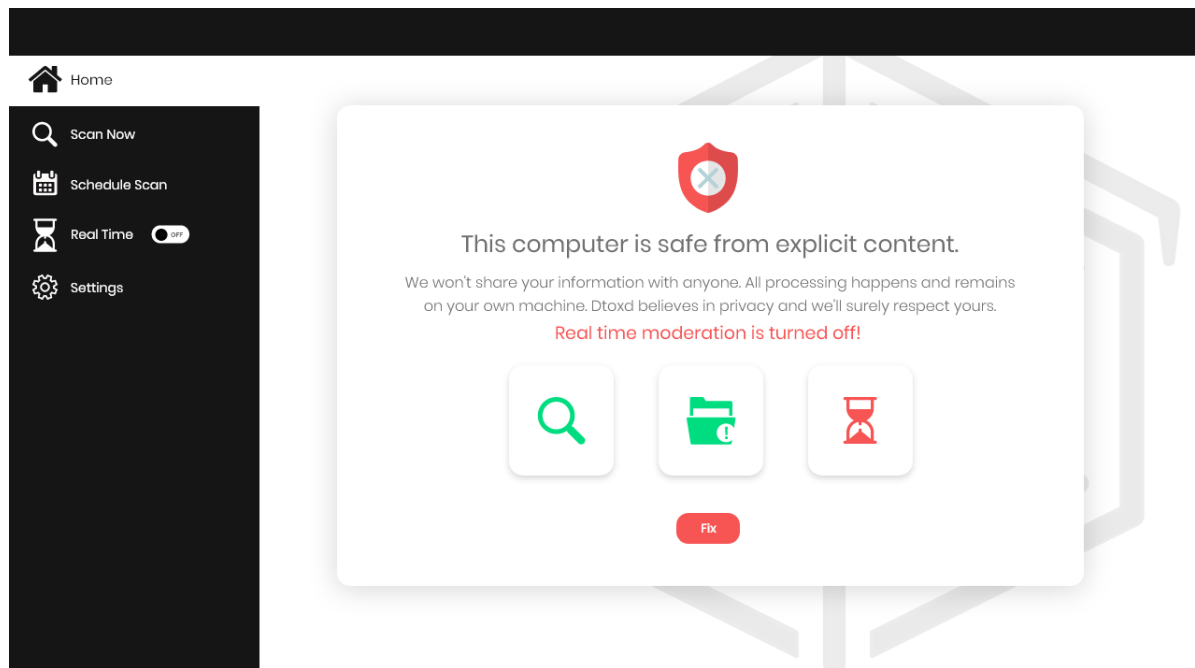 Home
Scan Now
Schedule Scan
Real Time OFF
Settings
This computer is safe from explicit content.
We won't share your information with anyone. All processing happens and remains
on your own machine. Dtoxd believes in privacy and we'll surely respect yours.
Real time moderation is turned off!
Fix